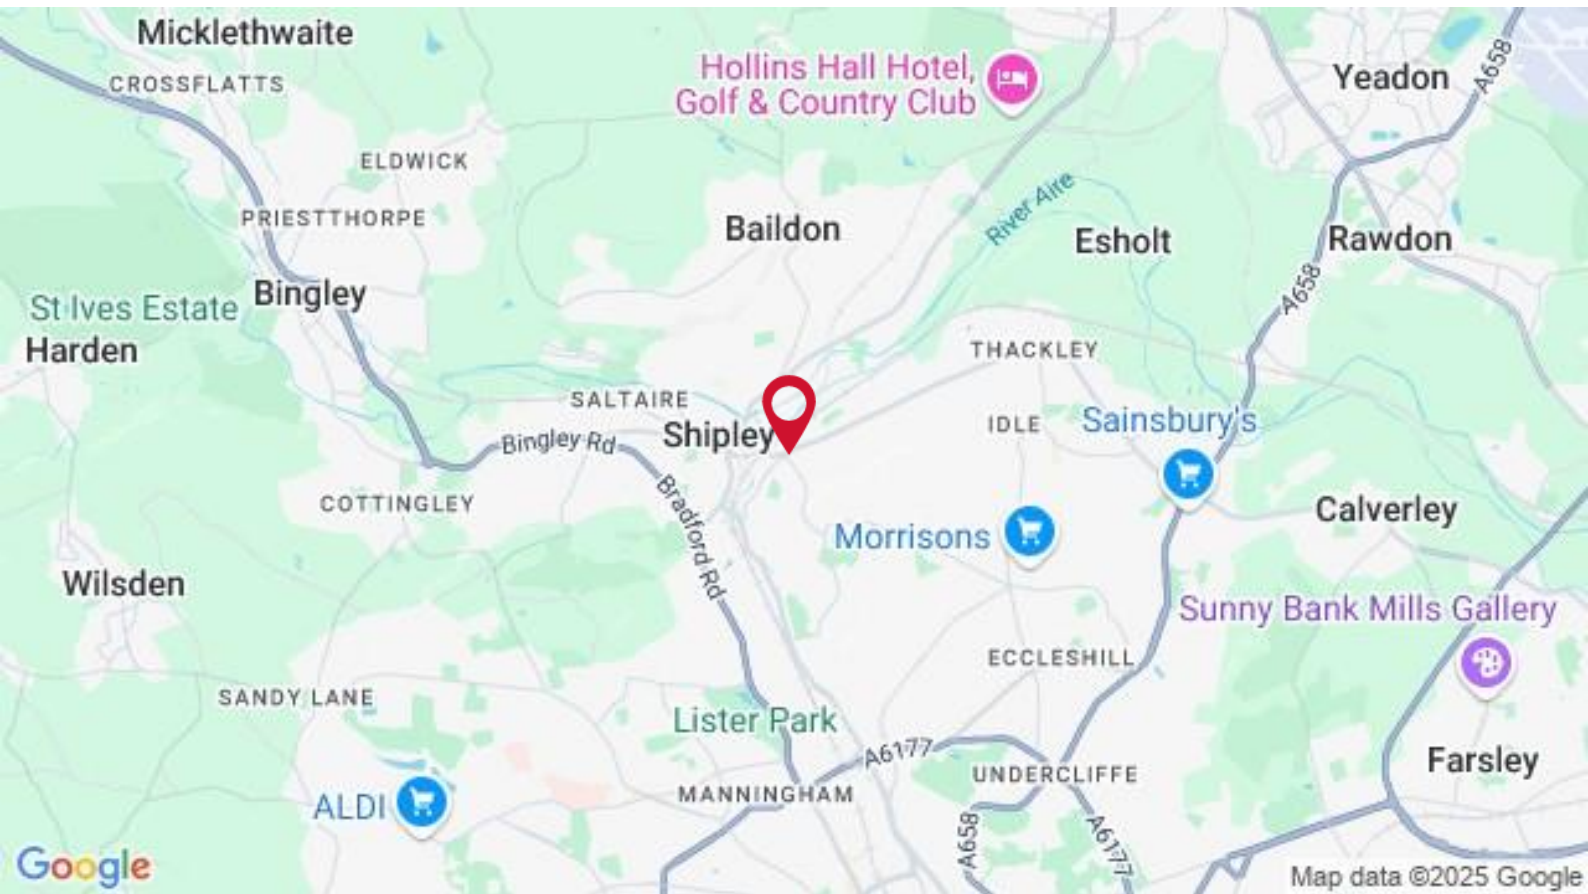 Micklethwaite
CROSSFLATTS
Hollins Hall Hotel,
Golf & Country Club
Yeadon
A658
ELDWICK
PRIESTTHORPE
Baildon
River Aire
Esholt
Rawdon
Bingley
St Ives Estate
Harden
A658
THACKLEY
SALTAIRE
IDLE
Sainsbury's
Shipley
Bingley Rd
COTTINGLEY
Bradford Rd
Calverley
Morrisons
Wilsden
Sunny Bank Mills Gallery
ECCLESHILL
SANDY LANE
Lister Park
A6177
Farsley
UNDERCLIFFE
MANNINGHAM
ALDI
A658
A6177
Google
Map data ©2025 Google